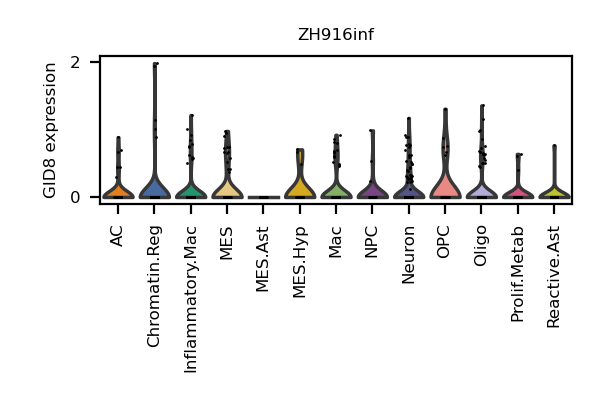 ZH916inf
GID8 expression
2
0
AC
Chromatin.Reg
Inflammatory.Mac
MES
MES.Ast
MES.Hyp
Mac
NPC
Neuron
OPC
Oligo
Prolif.Metab
Reactive.Ast